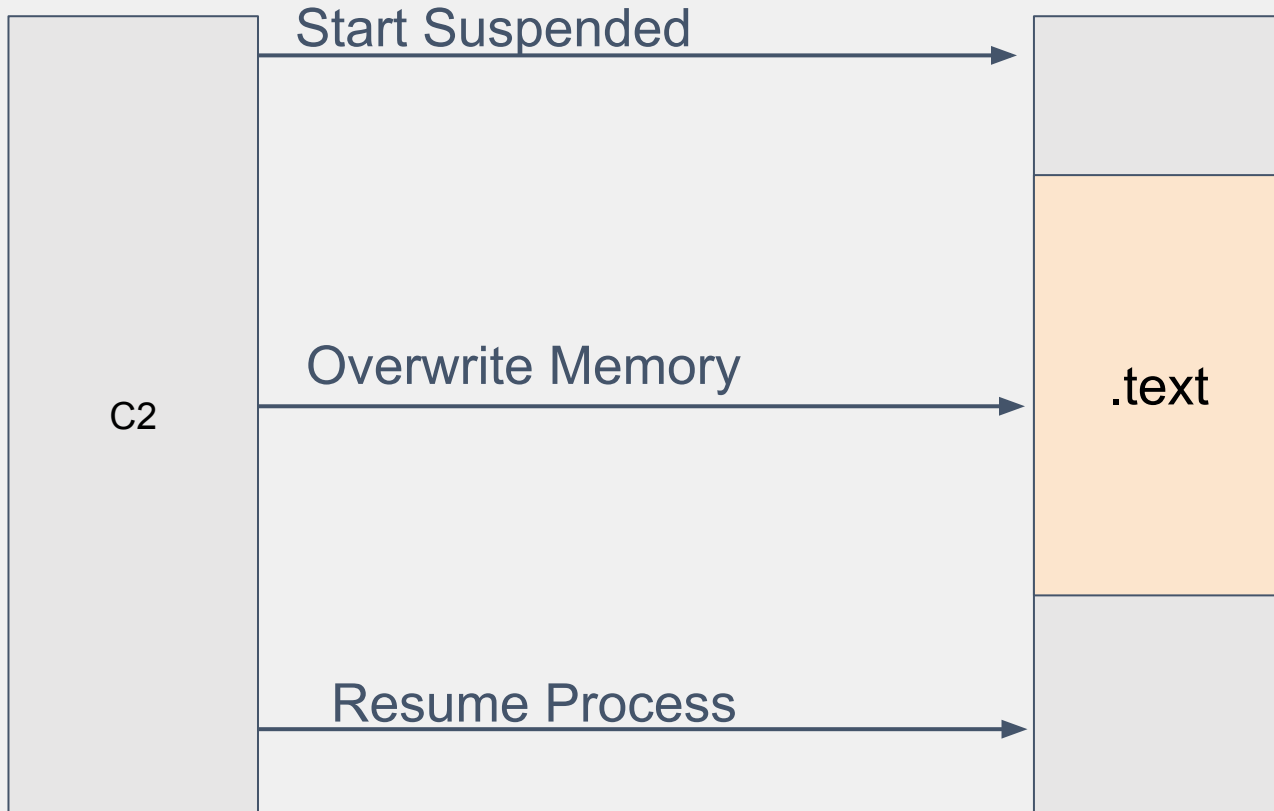 Start Suspended
Overwrite Memory
C2
.text
Resume Process